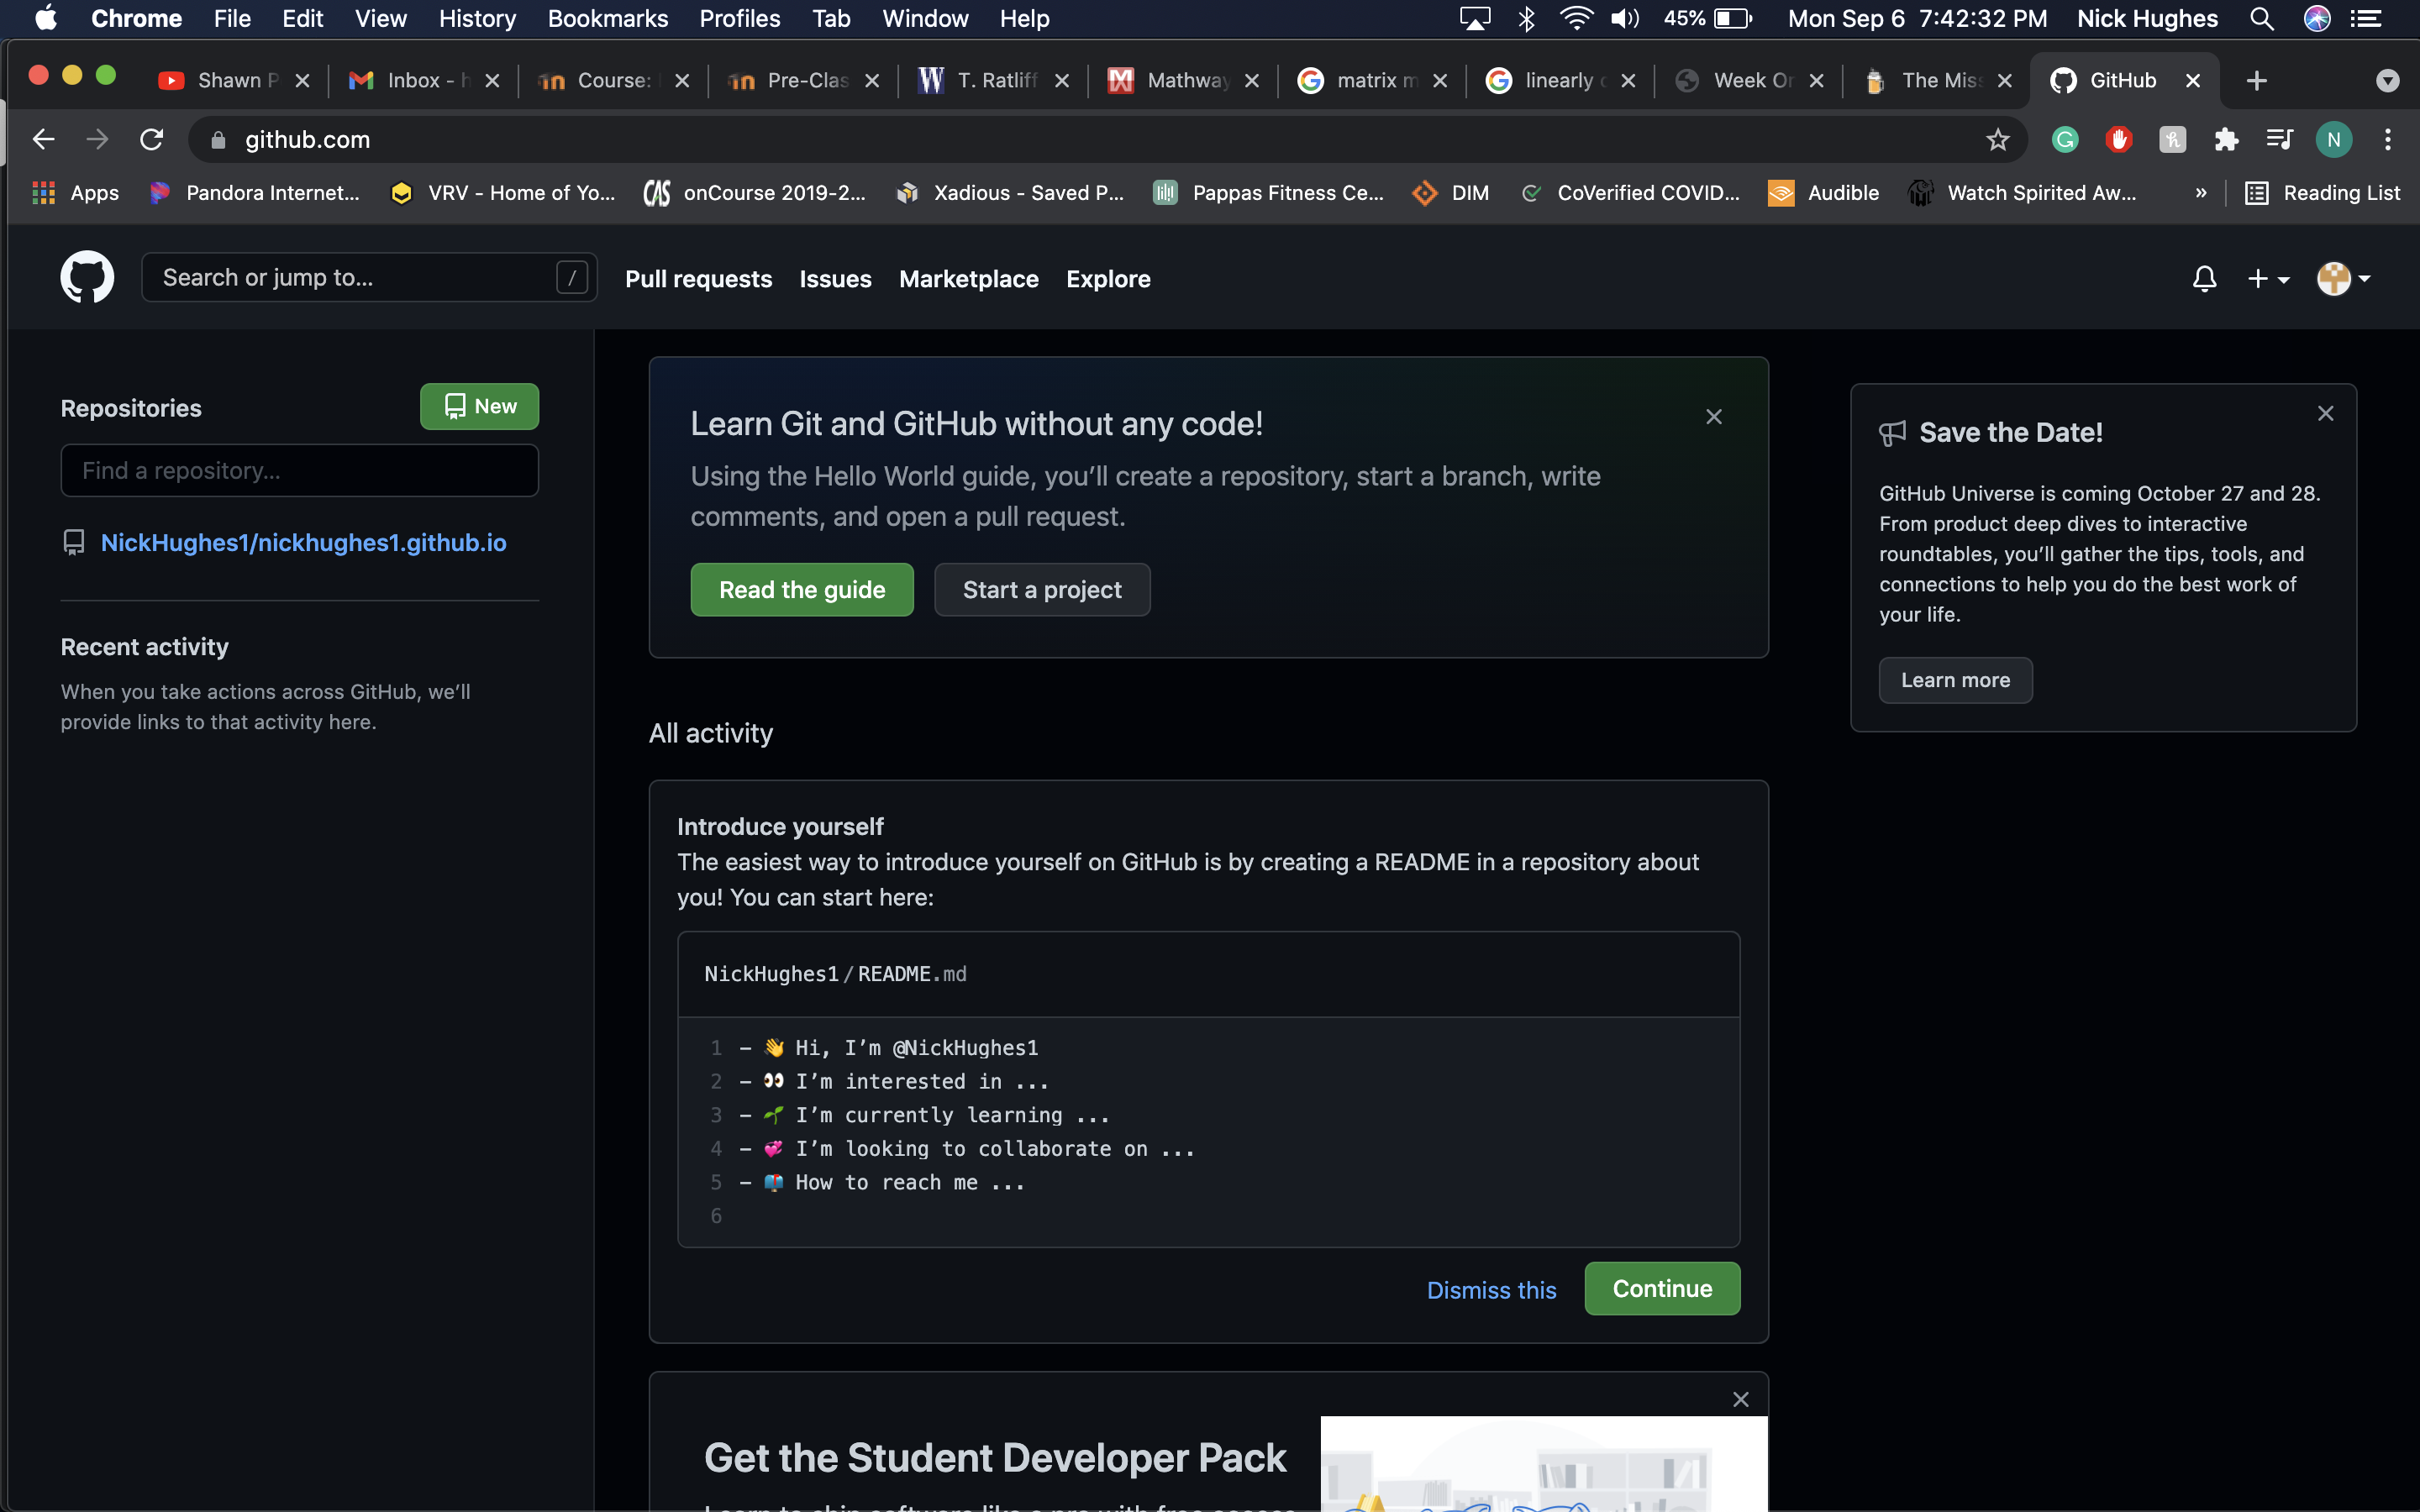 Chrome File Edit View History Bookmarks Profiles Tab Window Help 45% Mon Sep 6 7:42:32 PM Nick Hughes
Shawn Inbox - Course: Pre-Clas T. Ratliff Mathway matrix linearly Week The Miss GitHub
github.com N
Apps Pandora Internet... VRV - Home of Yo... CAS onCourse 2019-2... Xadious - Saved P... Pappas Fitness Ce... DIM CoVerified COVID... Audible Watch Spirited Aw... » Reading List
Search or jump to... / Pull requests Issues Marketplace Explore
Repositories
New
Find a repository...
NickHughes1/nickhughes1.github.io
Recent activity
When you take actions across GitHub, we’ll
provide links to that activity here.
Learn Git and GitHub without any code!
Using the Hello World guide, you’ll create a repository, start a branch, write
comments, and open a pull request.
Read the guide Start a project
All activity
Introduce yourself
The easiest way to introduce yourself on GitHub is by creating a README in a repository about
you! You can start here:
NickHughes1/README.md
1 - 👋 Hi, I’m @NickHughes1
2 - 👀 I’m interested in ...
3 - 🌱 I’m currently learning ...
4 - 💞️ I’m looking to collaborate on ...
5 - 📫 How to reach me ...
6
Dismiss this Continue
Get the Student Developer Pack
Save the Date!
GitHub Universe is coming October 27 and 28.
From product deep dives to interactive
roundtables, you’ll gather the tips, tools, and
connections to help you do the best work of
your life.
Learn more